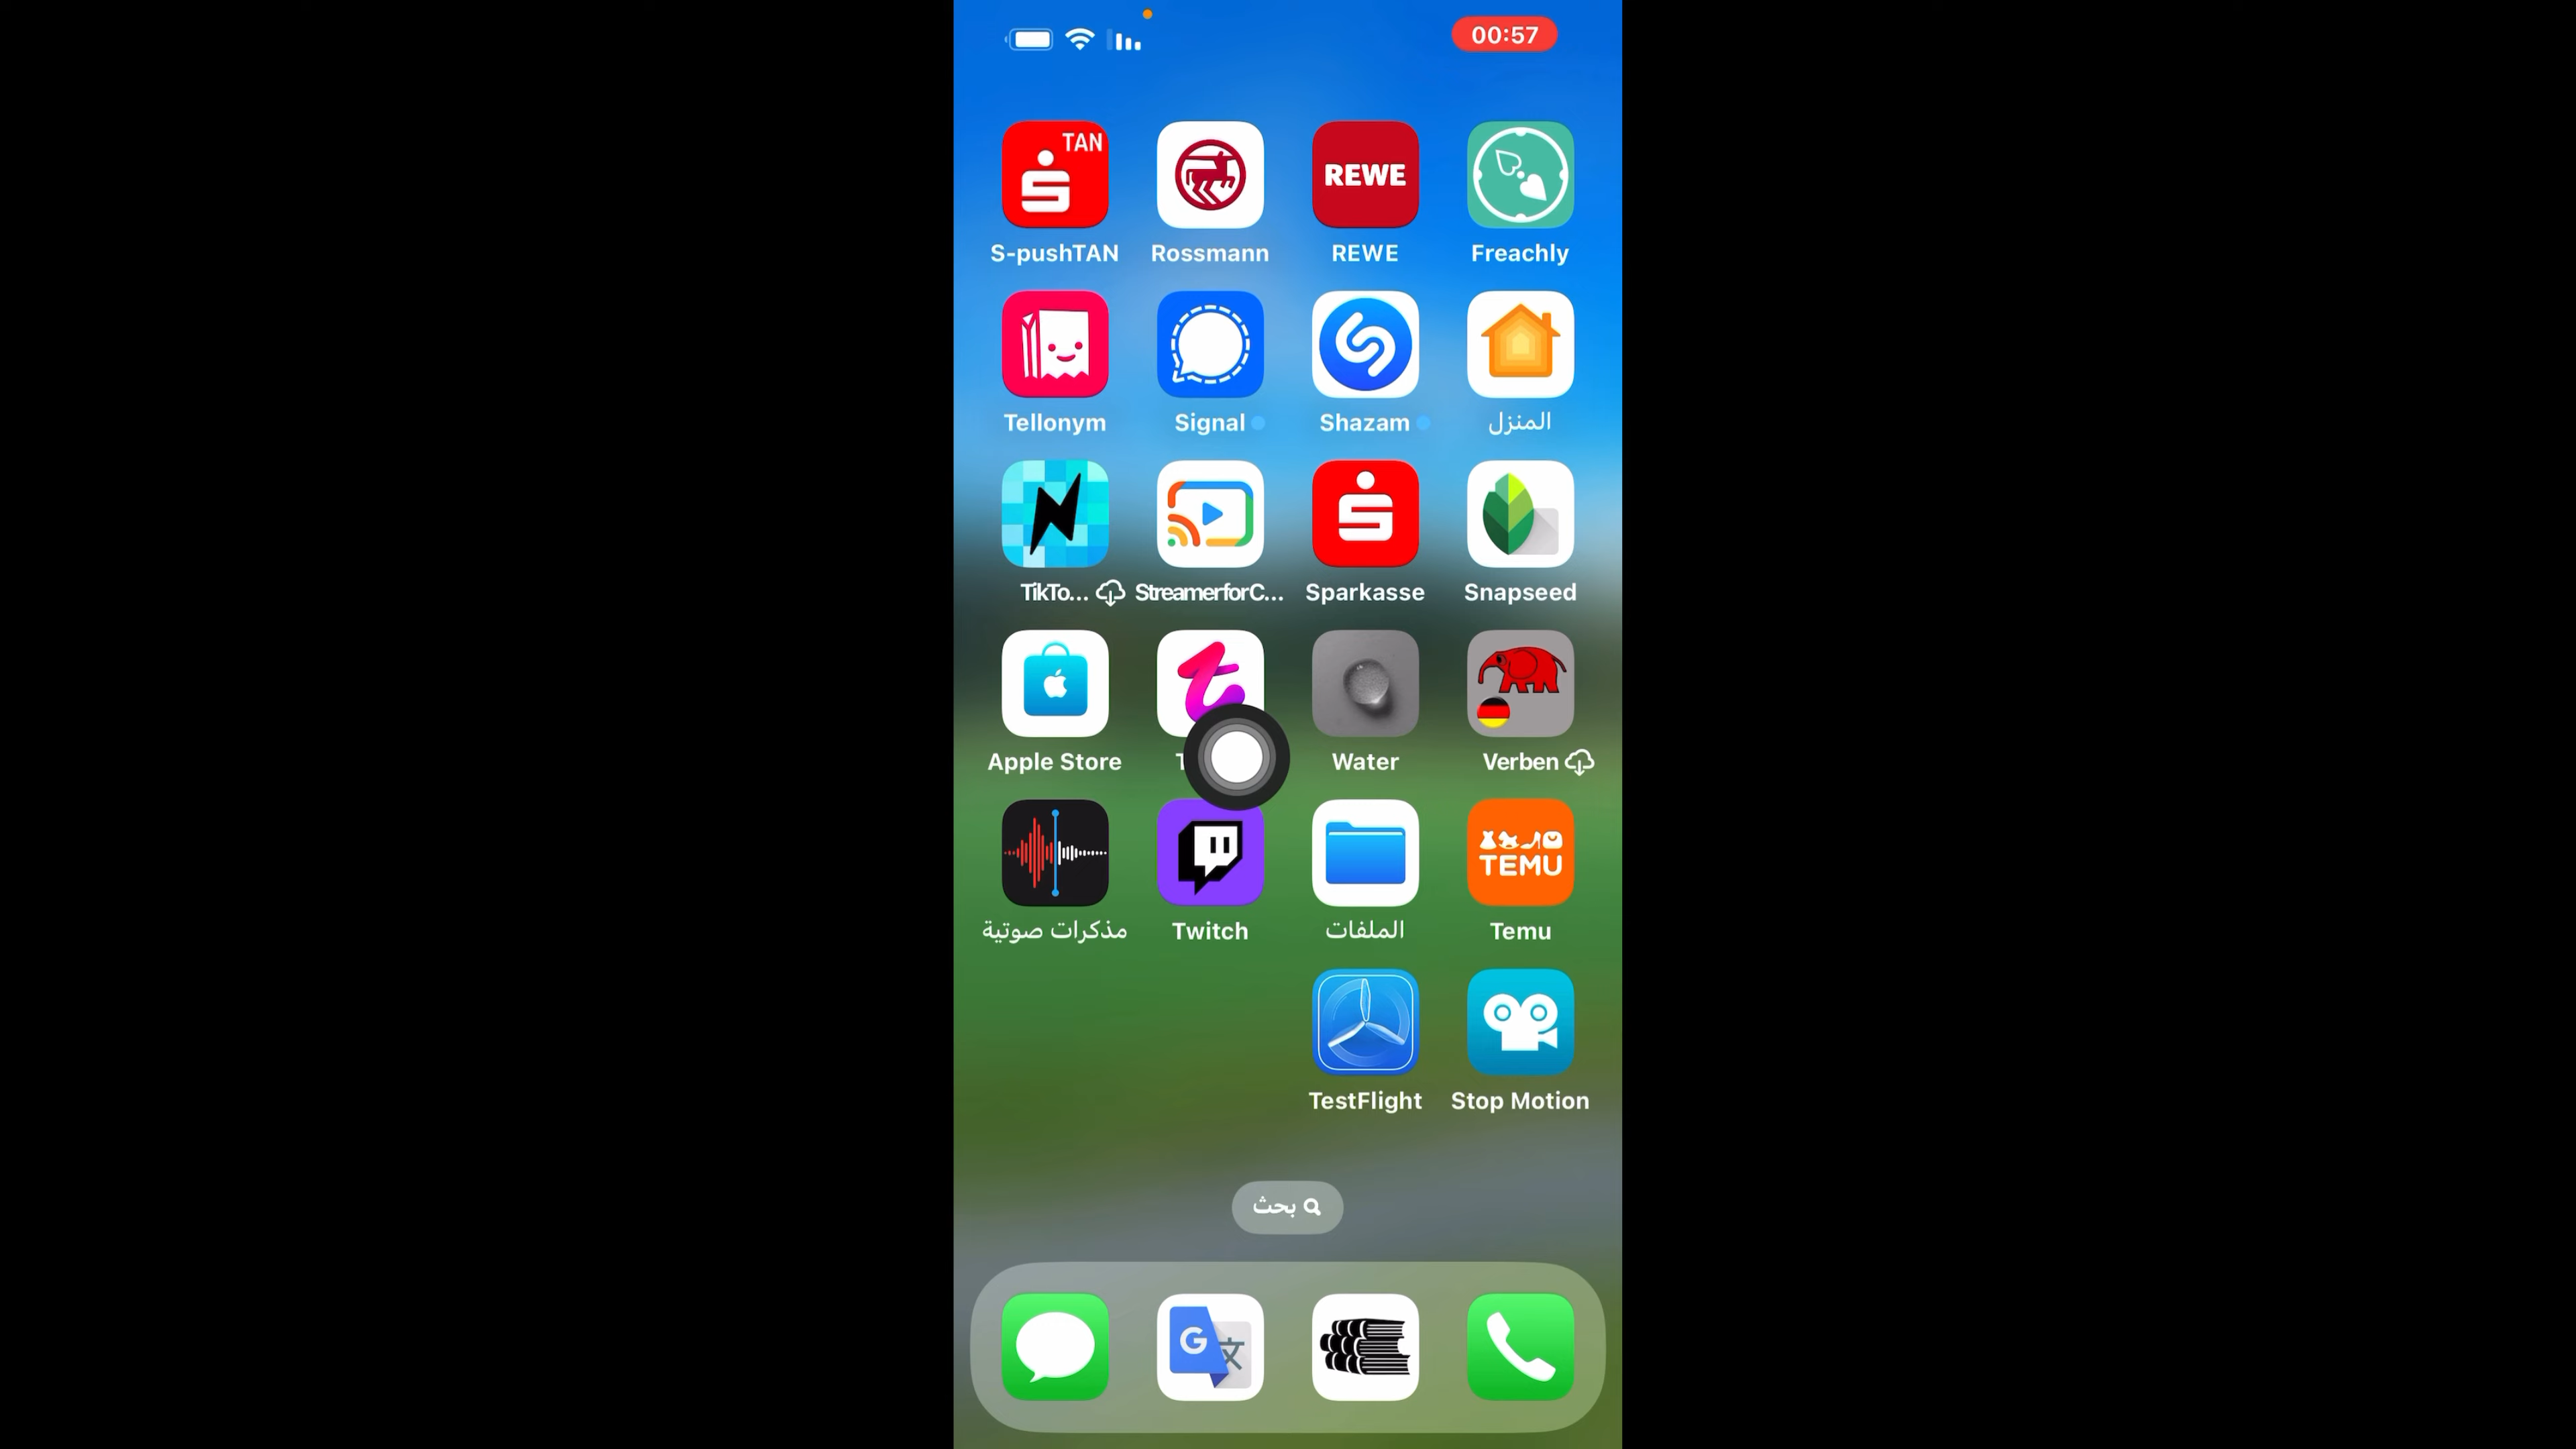 00:57
TAN
REWE
S-pushTAN
Rossmann
REWE
Freachly
Tellonym
Signal
Shazam
المنزل
TikTo...
StreamerforC...
Sparkasse
Snapseed
Apple Store
Water
Verben
TEMU
مذكرات صوتية
Twitch
الملفات
Temu
TestFlight
Stop Motion
بحث
G
文